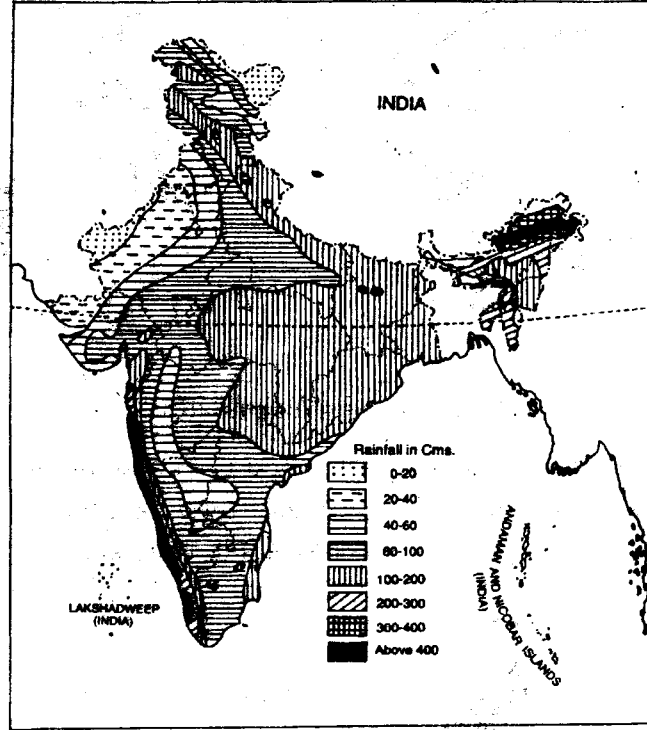 INDIA
Rainfall in Cms.
0-20
20-40
40-60
60-100
100-200
200-300
300-400
Above 400
LAKSHADWEEP
(INDIA)
ANDAMAN AND NICOBAR ISLANDS
(INDIA)